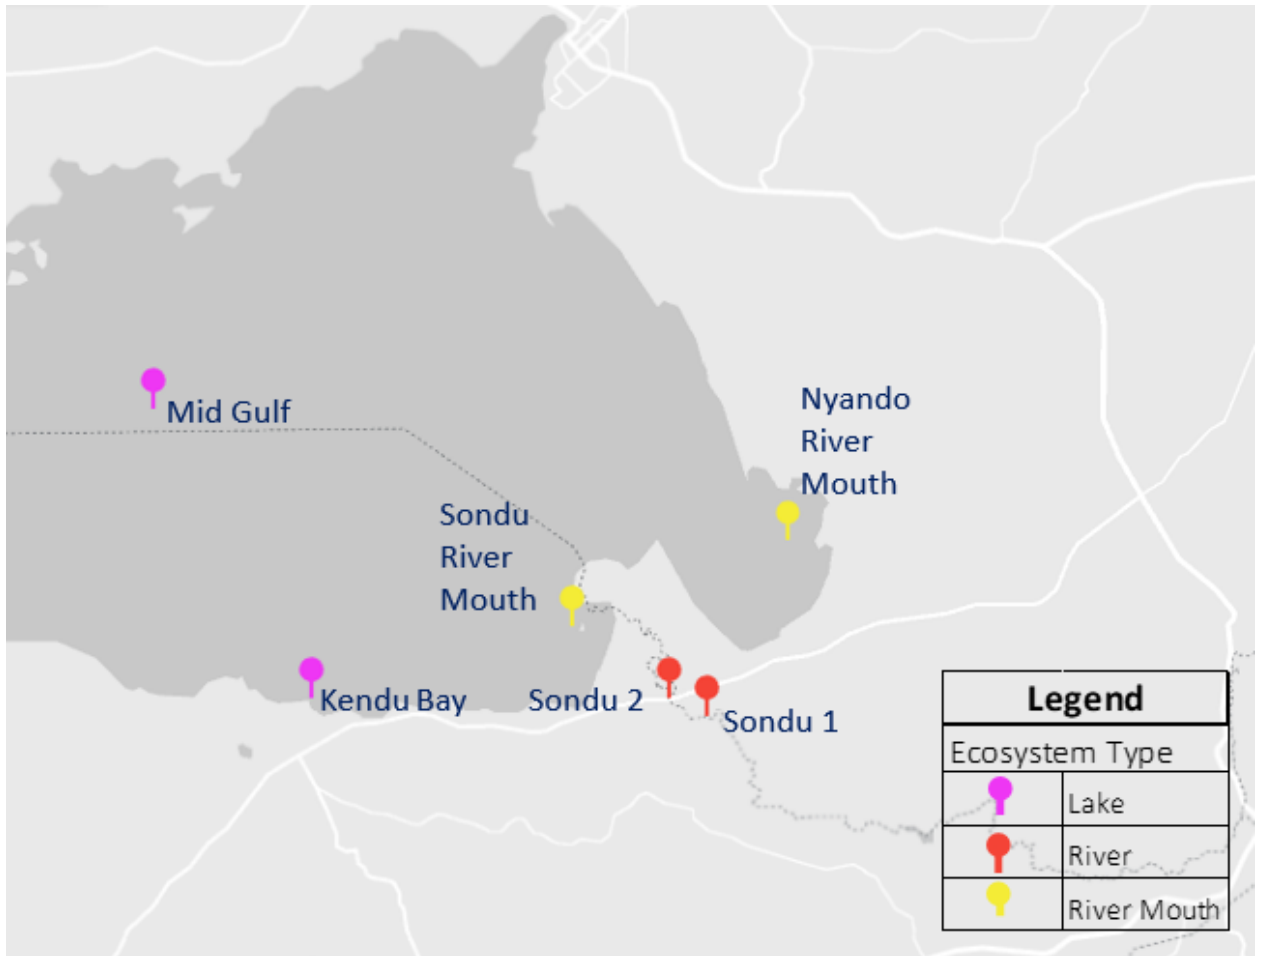 Mid Gulf
Nyando
River
Mouth
Sondu
River
Mouth
Kendu Bay
Sondu 2
Sondu 1
Legend
Ecosystem Type
Lake
River
River Mouth